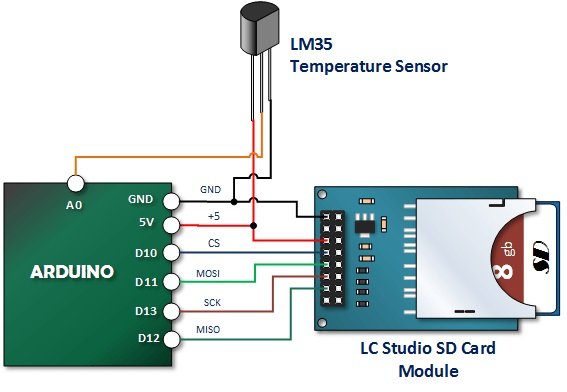 LM35
Temperature Sensor
A0
GND
GND
5V
+5
D10
CS
ARDUINO
D11
MOSI
D13
SCK
D12
MISO
8 gb
SD
LC Studio SD Card
Module